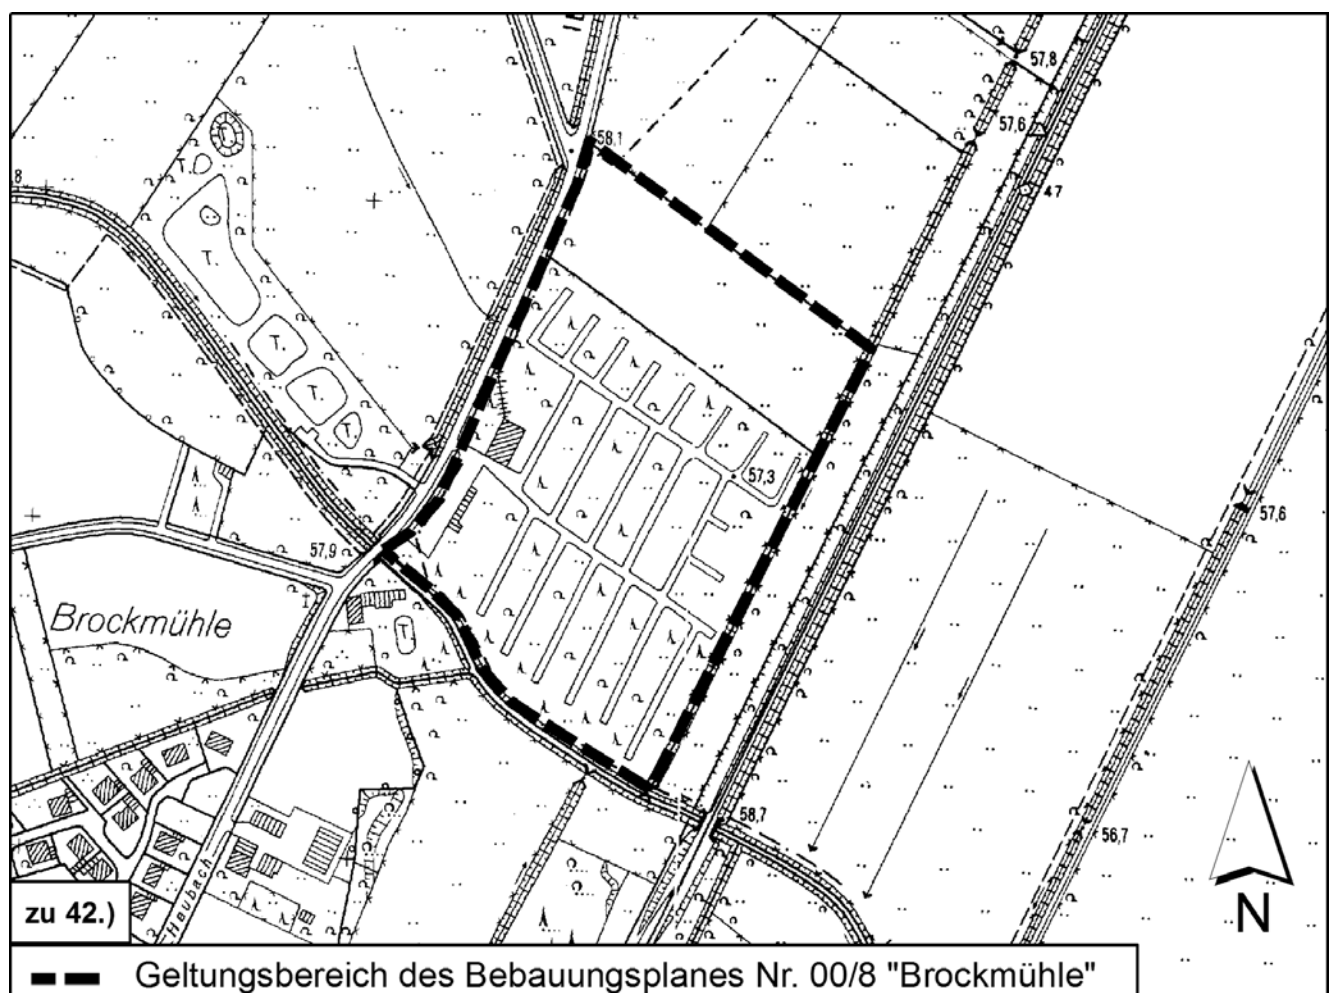 57,8
58,1
57,6
T.
T.
8
47
T.
T.
T.
T.
57,3
57,6
57,9
Brockmühle
T.
58,7
56,7
zu 42.)
Heubach
N
Geltungsbereich des Bebauungsplanes Nr. 00/8 "Brockmühle"